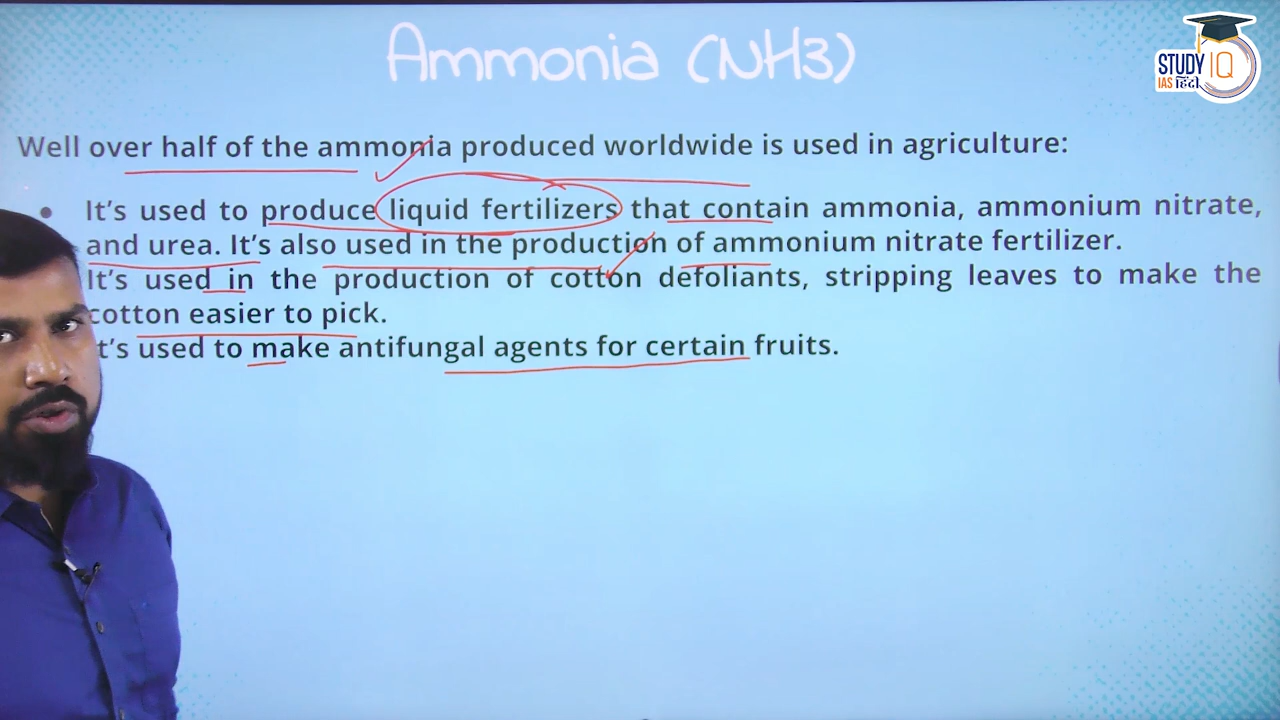 Ammonia (NH3)
STUDY IQ
IAS हिंदी
Well over half of the ammonia produced worldwide is used in agriculture:
• It’s used to produce liquid fertilizers that contain ammonia, ammonium nitrate,
and urea. It’s also used in the production of ammonium nitrate fertilizer.
It’s used in the production of cotton defoliants, stripping leaves to make the
cotton easier to pick.
t’s used to make antifungal agents for certain fruits.